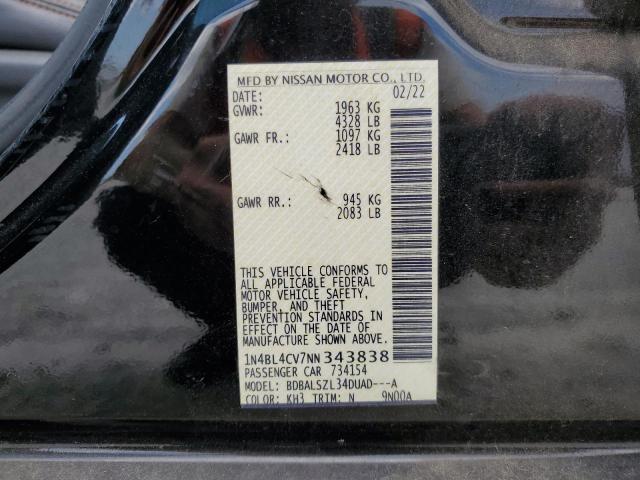 MFD BY NISSAN MOTOR CO., LTD.
DATE: 02/22
GVWR: 1963 KG
4328 LB
GAWR FR.: 1097 KG
2418 LB
GAWR RR.: 945 KG
2083 LB
THIS VEHICLE CONFORMS TO
ALL APPLICABLE FEDERAL
MOTOR VEHICLE SAFETY,
BUMPER, AND THEFT
PREVENTION STANDARDS IN
EFFECT ON THE DATE OF
MANUFACTURE SHOWN ABOVE.
1N4BL4CV7NN343838
PASSENGER CAR 734154
MODEL: BDBALSZL34DUAD---A
COLOR: KH3 TRIM: N 9N00A